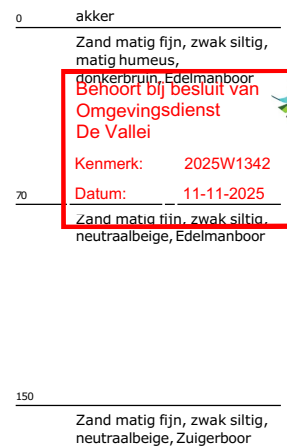 0 akker
Zand matig fijn, zwak siltig,
matig humeus,
donkerbruin, Edelmanboor
Behoort bij besluit van
Omgevingsdienst
De Vallei
Kenmerk: 2025W1342
Datum: 11-11-2025
70
Zand matig fijn, zwak siltig,
neutraalbeige, Edelmanboor
150
Zand matig fijn, zwak siltig,
neutraalbeige, Zuigerboor